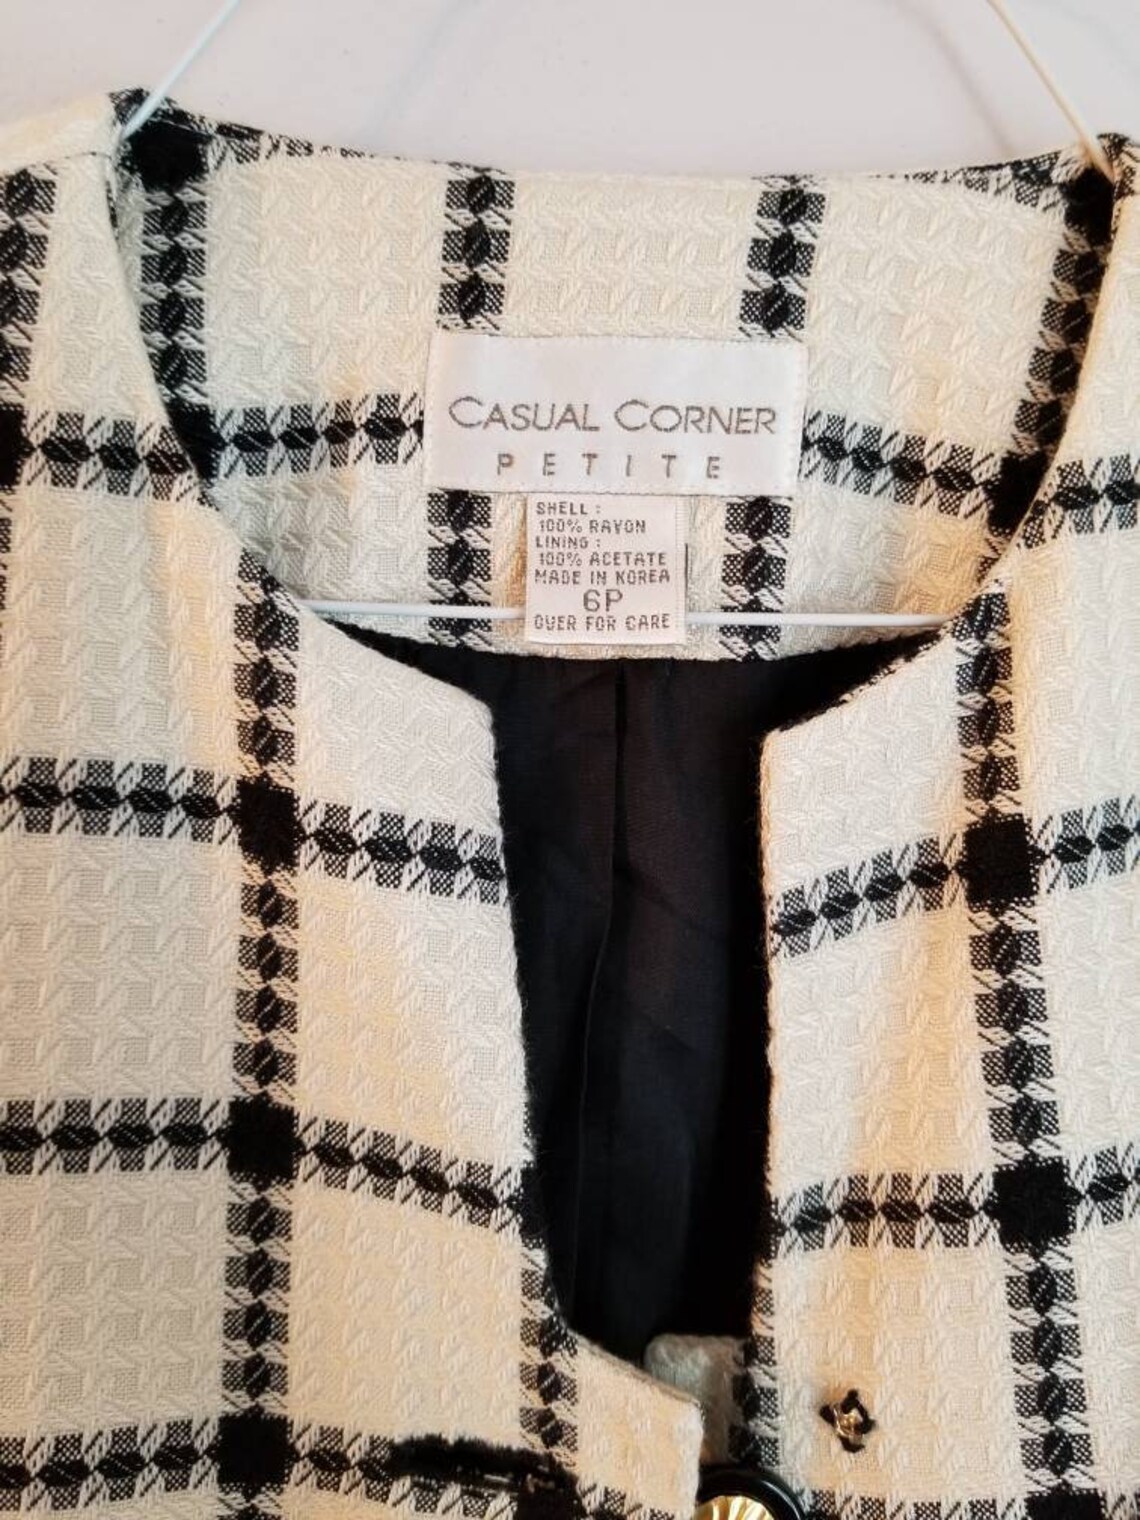 CASUAL CORNER
PETITE
SHELL :
100% RAYON
LINING :
100% ACETATE
MADE IN KOREA
6P
OVER FOR CARE